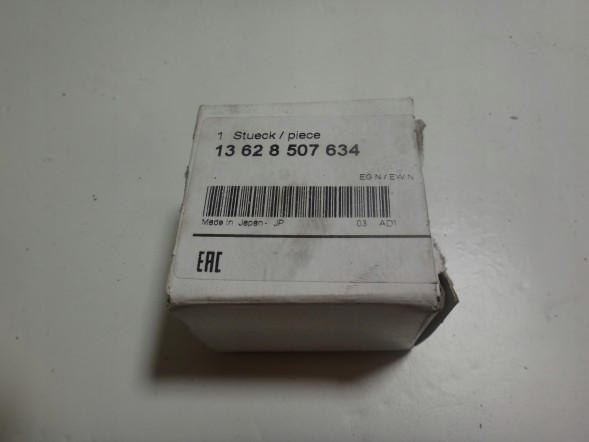 1 Stueck / piece
13 62 8 507 634
EG N / EW N
Made in Japan- JP 03 AD1
EAC